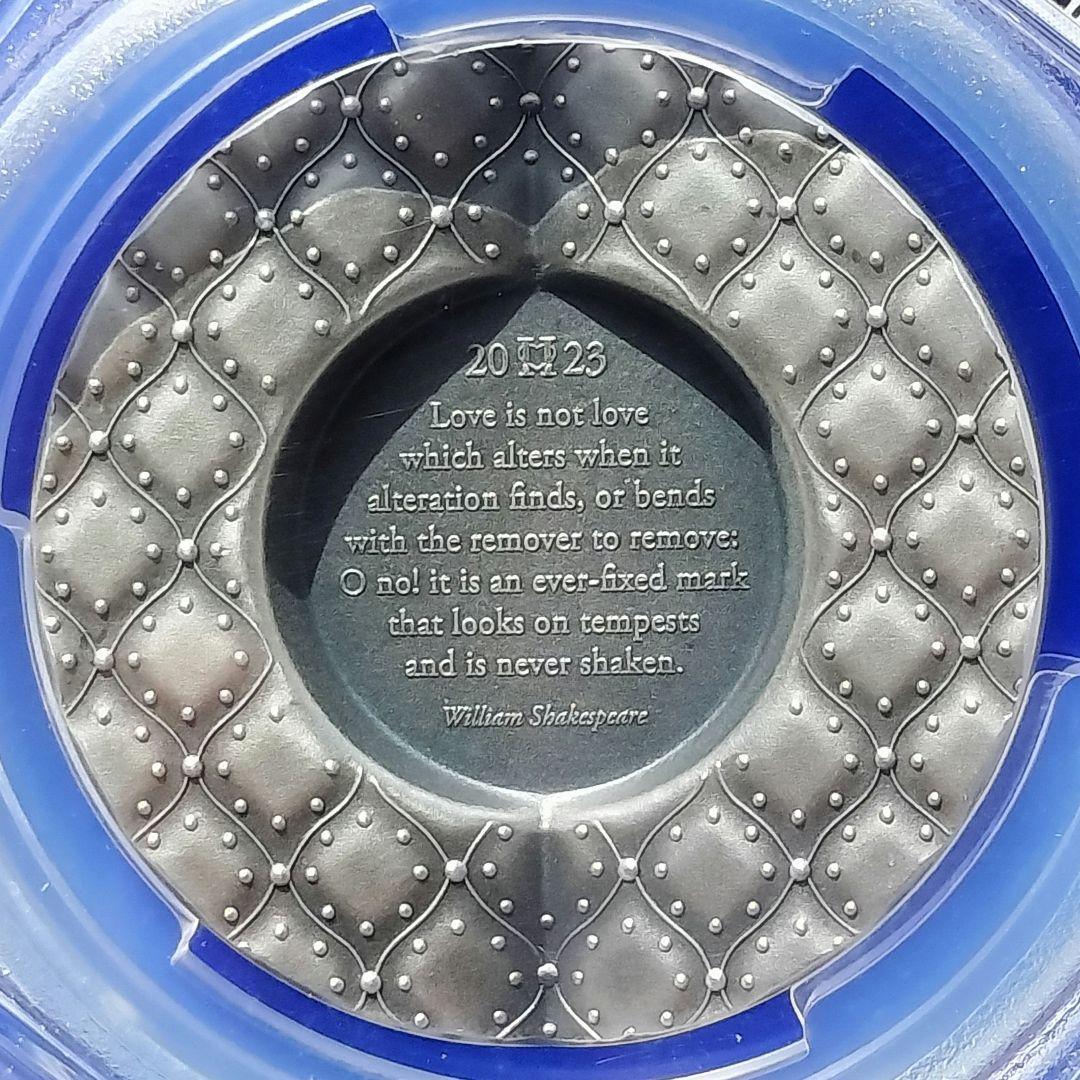 20 23
Love is not love
which alters when it
alteration finds, or bends
with the remover to remove:
O no! it is an ever-fixed mark
that looks on tempests
and is never shaken.
William Shakespeare